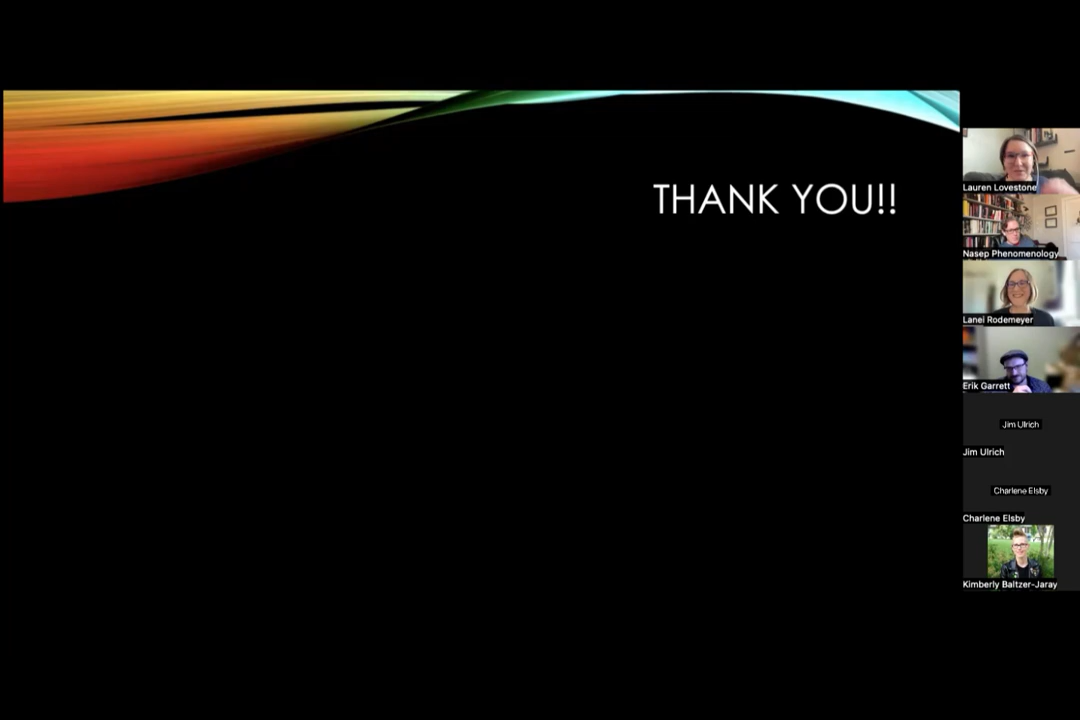 THANK YOU!!
Lauren Lovestone
Nasep Phenomenology
Lanei Rodemeyer
Erik Garrett
Jim Ulrich
Jim Ulrich
Charlene Elsby
Charlene Elsby
Kimberly Baltzer-Jaray